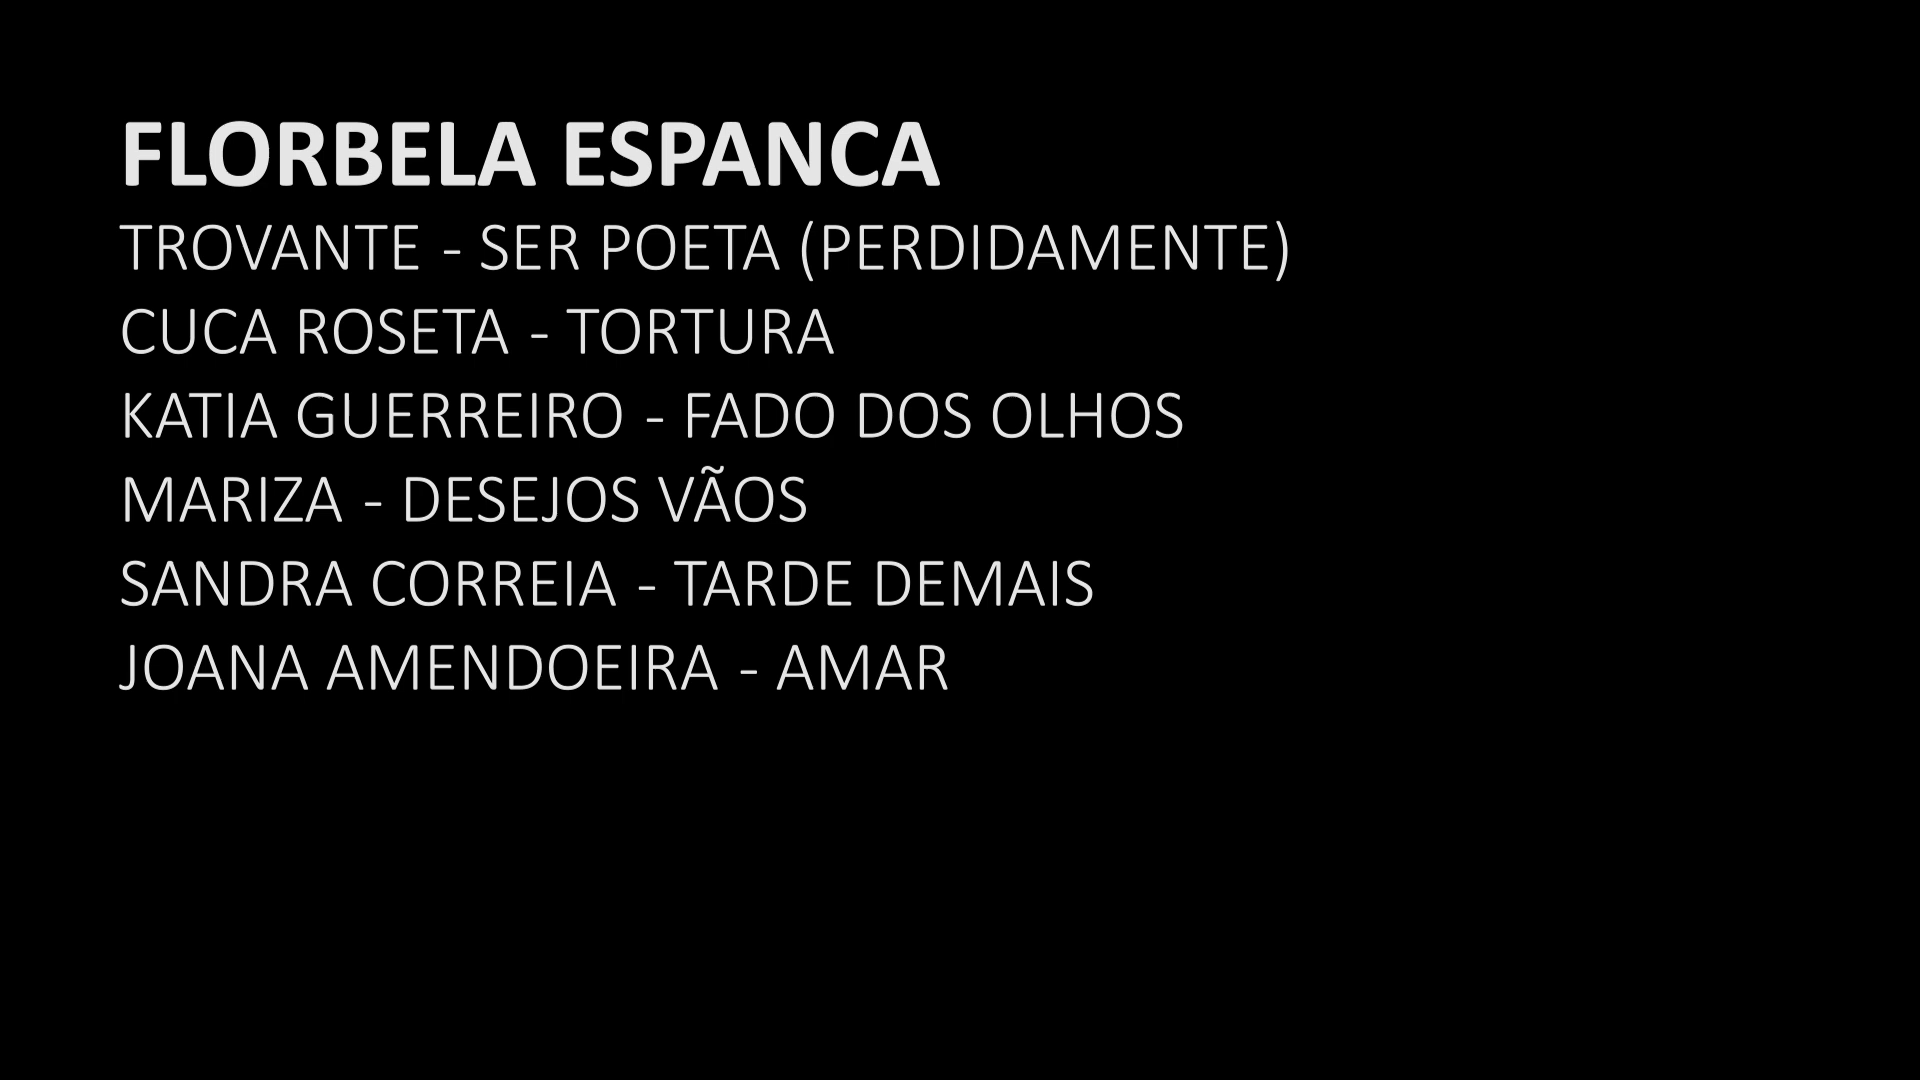 FLORBELA ESPANCA
TROVANTE - SER POETA (PERDIDAMENTE)
CUCA ROSETA - TORTURA
KATIA GUERREIRO - FADO DOS OLHOS
MARIZA - DESEJOS VÃOS
SANDRA CORREIA - TARDE DEMAIS
JOANA AMENDOEIRA - AMAR